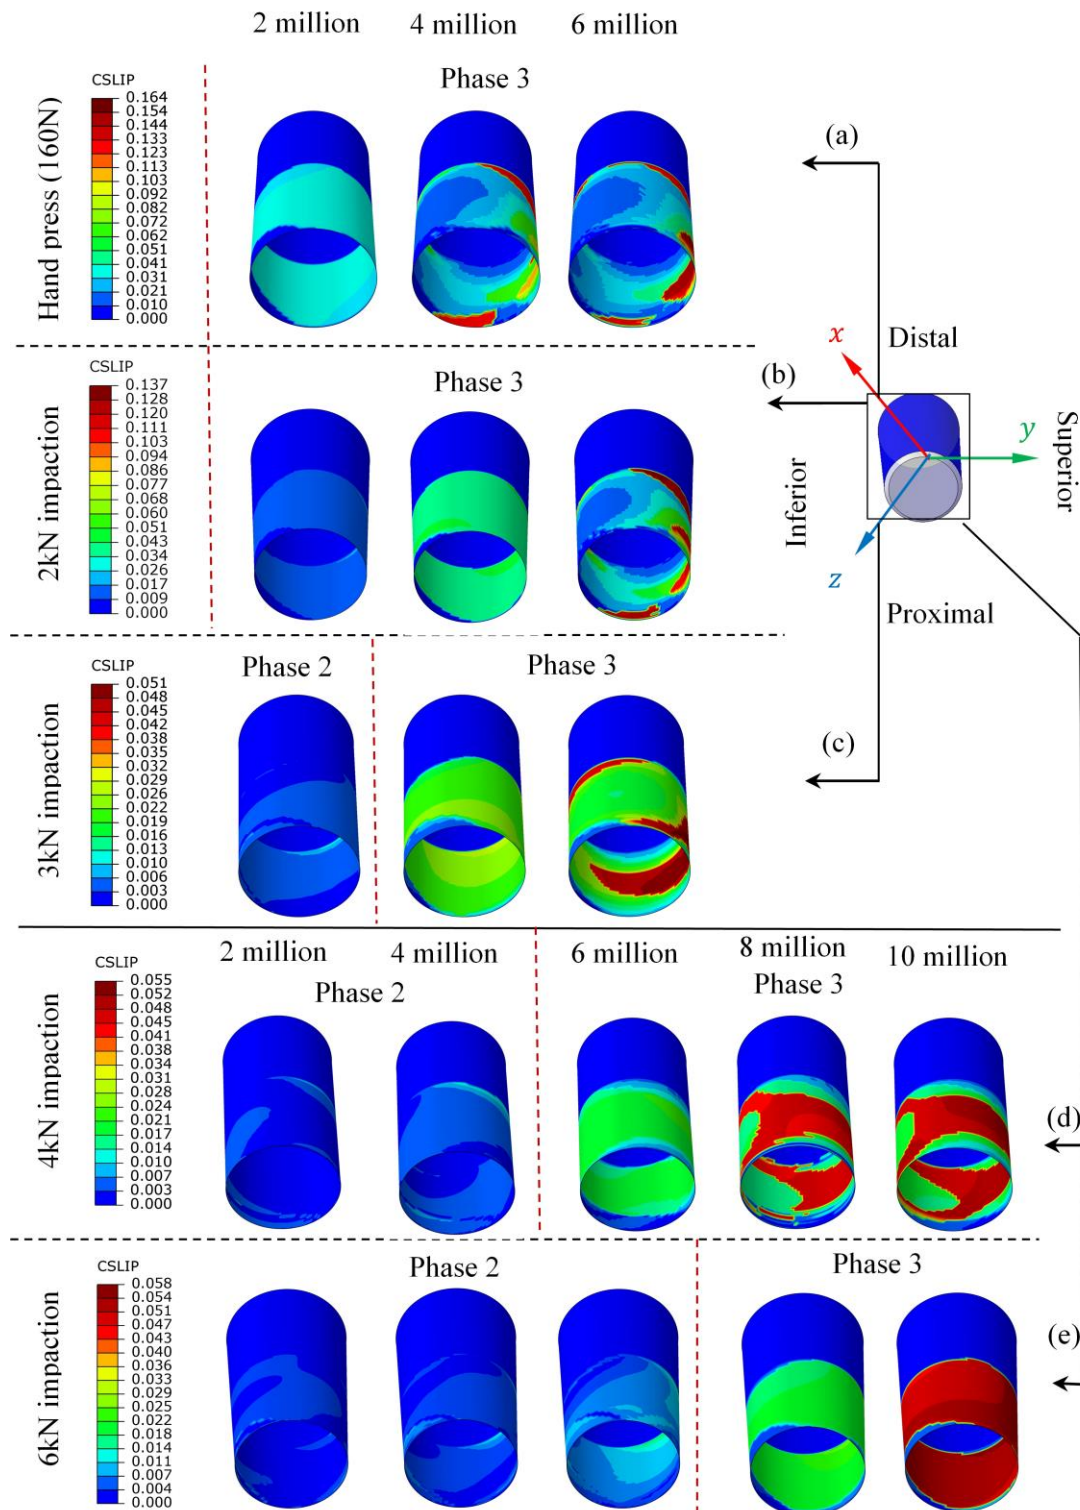 2 million 4 million 6 million
Phase 3
Hand press (160N)
CSLIP
0.164
0.154
0.144
0.133
0.123
0.113
0.103
0.092
0.082
0.072
0.062
0.051
0.041
0.031
0.021
0.010
0.000
(a)
Distal
x
(b)
y
Superior
Inferior
z
Proximal
(c)
2kN impaction
CSLIP
0.137
0.128
0.120
0.111
0.103
0.094
0.086
0.077
0.068
0.060
0.051
0.043
0.034
0.026
0.017
0.009
0.000
Phase 3
3kN impaction
CSLIP
0.051
0.048
0.045
0.042
0.038
0.035
0.032
0.029
0.026
0.022
0.019
0.016
0.013
0.010
0.006
0.003
0.000
Phase 2
Phase 3
2 million 4 million 6 million 8 million 10 million
4kN impaction
CSLIP
0.055
0.052
0.048
0.045
0.041
0.038
0.034
0.031
0.028
0.024
0.021
0.017
0.014
0.010
0.007
0.003
0.000
Phase 2
Phase 3
(d)
6kN impaction
CSLIP
0.058
0.054
0.051
0.047
0.043
0.040
0.036
0.033
0.029
0.025
0.022
0.018
0.014
0.011
0.007
0.004
0.000
Phase 2
Phase 3
(e)